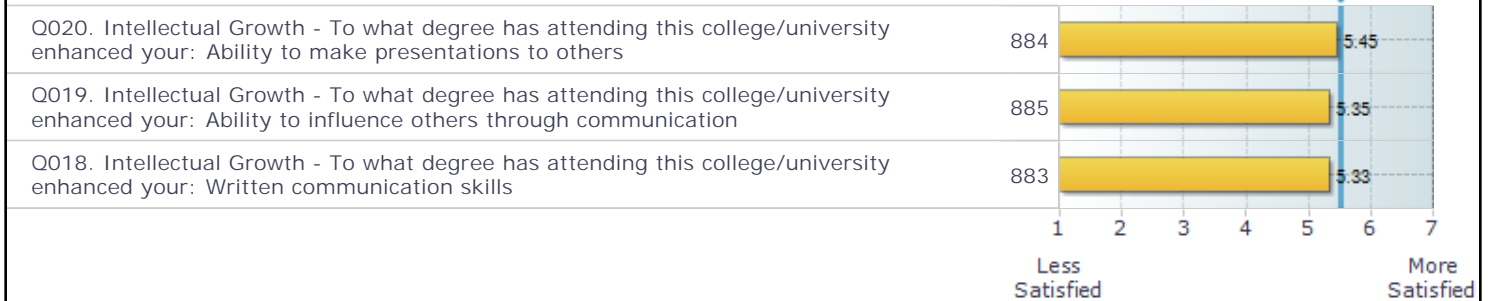 Q020. Intellectual Growth - To what degree has attending this college/university
enhanced your: Ability to make presentations to others
884
5.45
Q019. Intellectual Growth - To what degree has attending this college/university
enhanced your: Ability to influence others through communication
885
5.35
Q018. Intellectual Growth - To what degree has attending this college/university
enhanced your: Written communication skills
883
5.33
1 2 3 4 5 6 7
Less
Satisfied
More
Satisfied